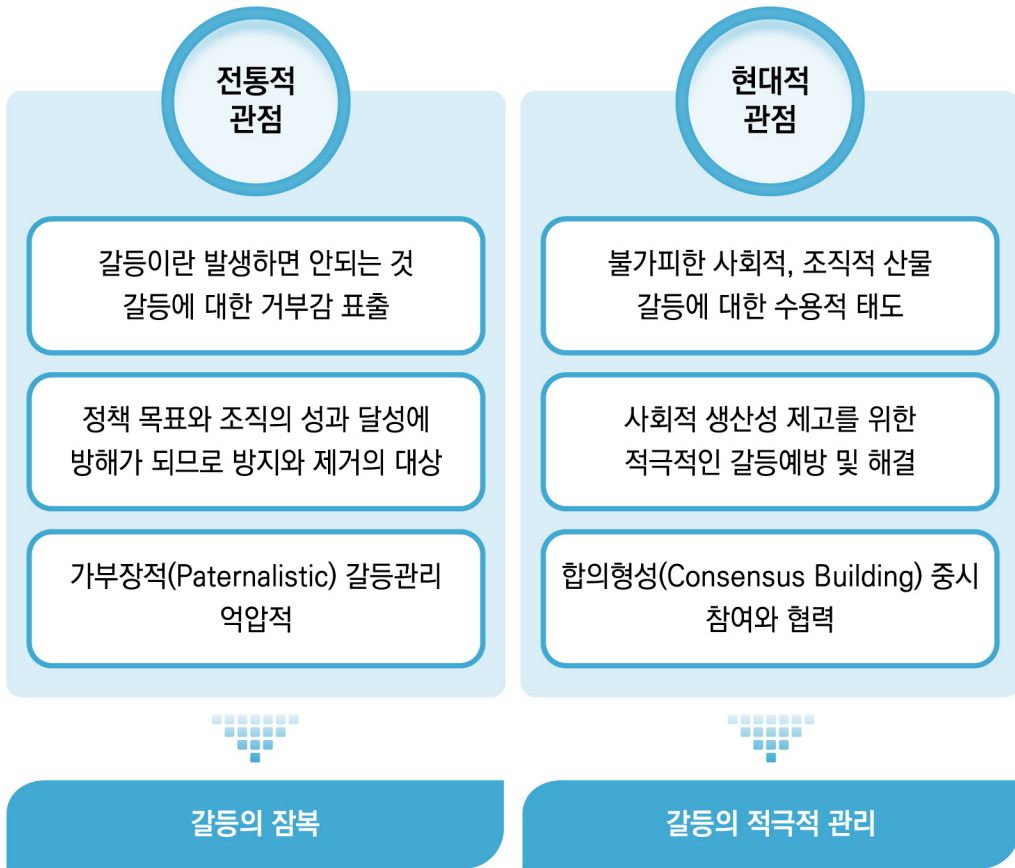 전통적
관점
갈등이란 발생하면 안되는 것
갈등에 대한 거부감 표출
정책 목표와 조직의 성과 달성에
방해가 되므로 방지와 제거의 대상
가부장적(Paternalistic) 갈등관리
억압적
갈등의 잠복
현대적
관점
불가피한 사회적, 조직적 산물
갈등에 대한 수용적 태도
사회적 생산성 제고를 위한
적극적인 갈등예방 및 해결
합의형성(Consensus Building) 중시
참여와 협력
갈등의 적극적 관리